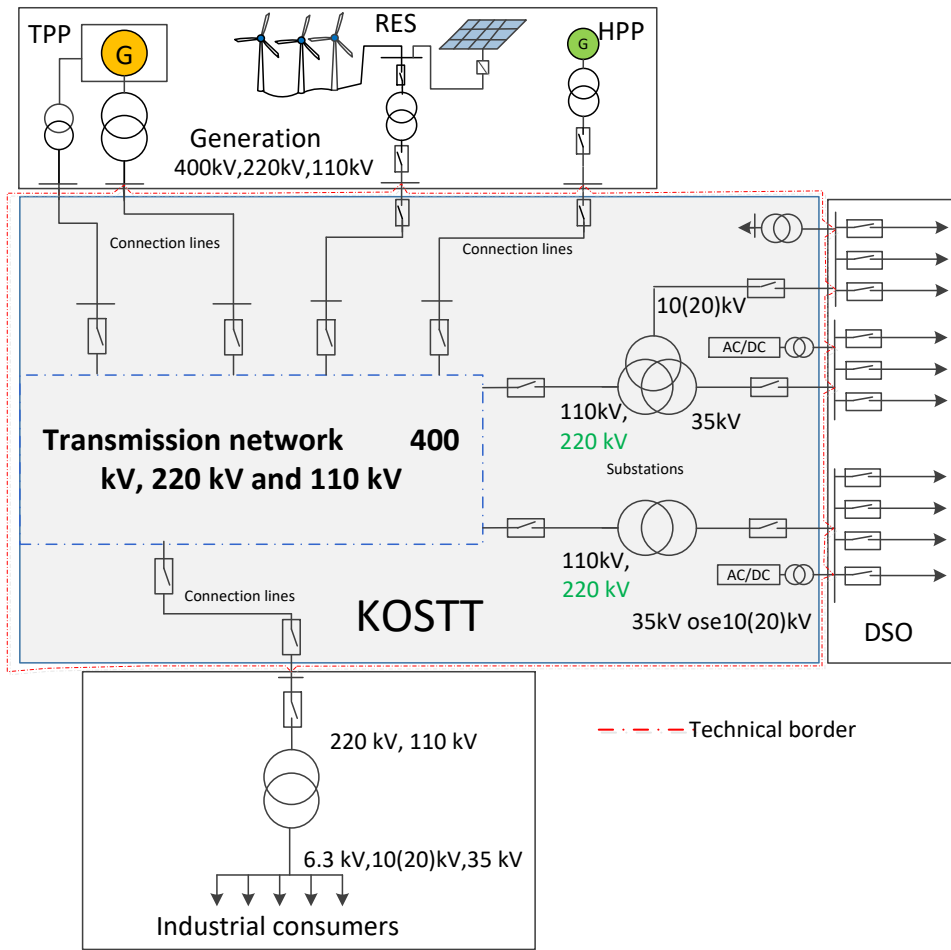 TPP
RES
HPP
G
G
Generation
400kV,220kV,110kV
Connection lines
Connection lines
10(20)kV
AC/DC
110kV,
220 kV
35kV
Transmission network 400
kV, 220 kV and 110 kV
Substations
110kV,
220 kV
AC/DC
Connection lines
KOSTT
35kV ose10(20)kV
DSO
220 kV, 110 kV
Technical border
6.3 kV,10(20)kV,35 kV
Industrial consumers